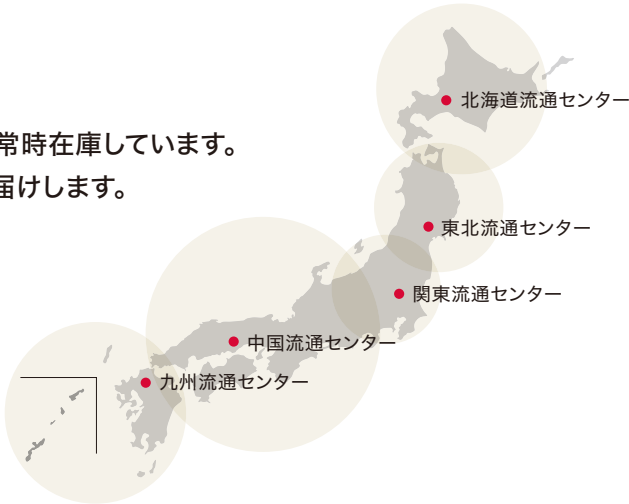 常時在庫しています。
届けします。
北海道流通センター
東北流通センター
関東流通センター
中国流通センター
九州流通センター